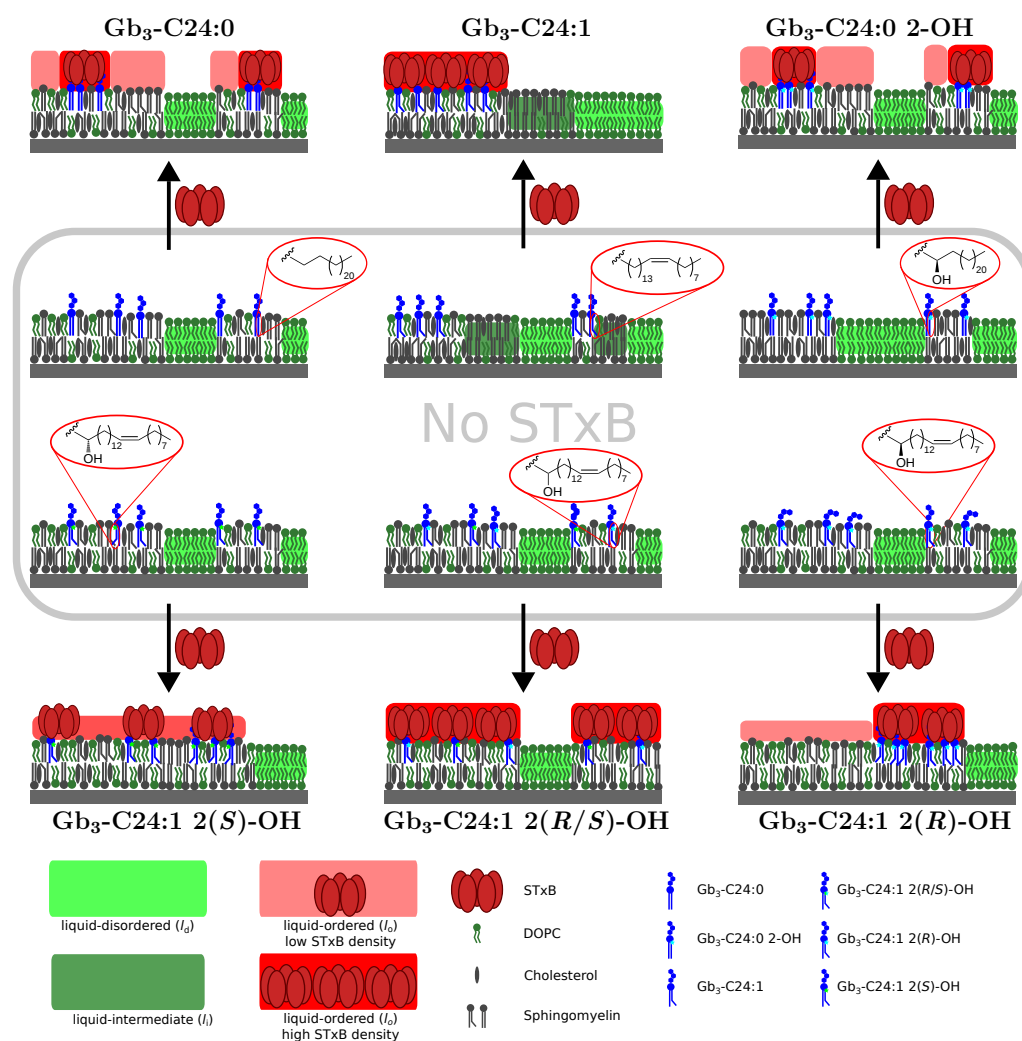 Gb₃-C24:0 Gb₃-C24:1 Gb₃-C24:0 2-OH
20
13 7
OH 20
No STxB
OH 12 7
OH 12 7
OH 12 7
Gb₃-C24:1 2(S)-OH Gb₃-C24:1 2(R/S)-OH Gb₃-C24:1 2(R)-OH
liquid-disordered (l_d)
liquid-ordered (l_o)
low STxB density
liquid-intermediate (l_i)
liquid-ordered (l_o)
high STxB density
STxB
DOPC
Cholesterol
Sphingomyelin
Gb₃-C24:0
Gb₃-C24:0 2-OH
Gb₃-C24:1
Gb₃-C24:1 2(R/S)-OH
Gb₃-C24:1 2(R)-OH
Gb₃-C24:1 2(S)-OH